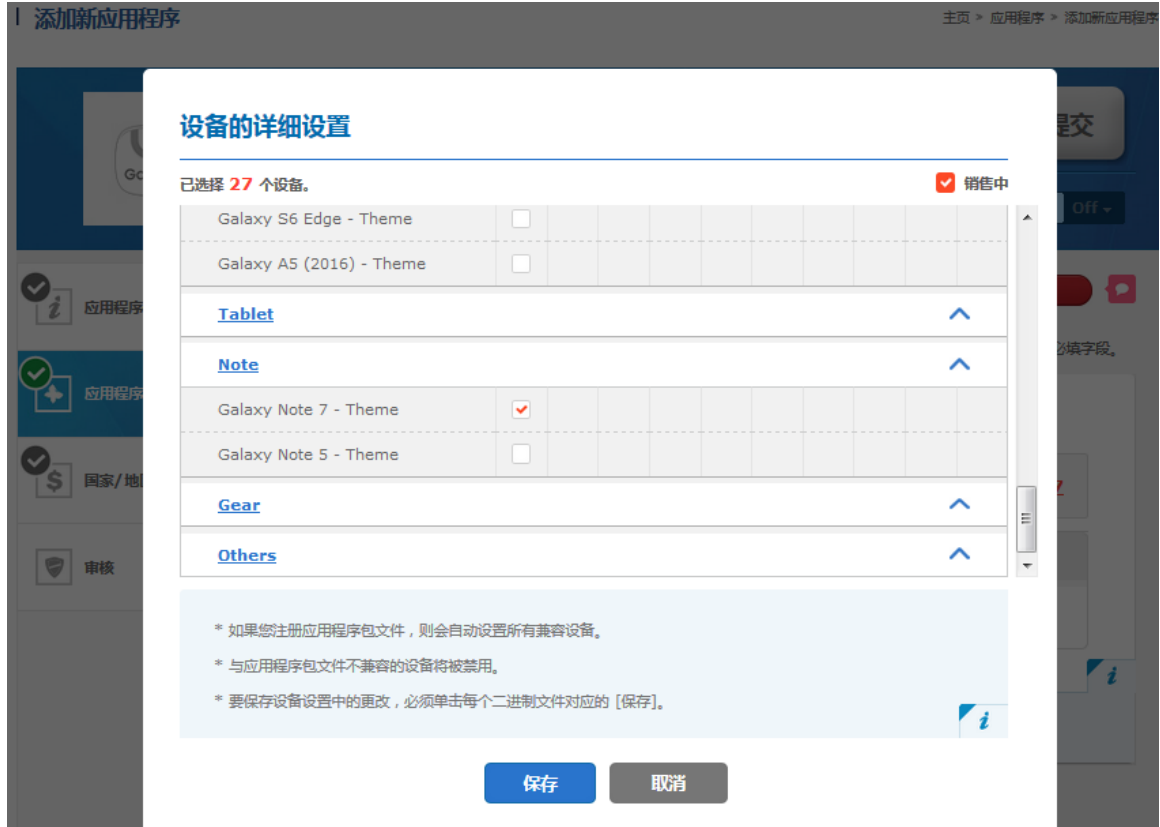 添加新应用程序
主页 > 应用程序 > 添加新应用程序
设备的详细设置
提交
Go
已选择 27 个设备。
销售中
Off
Galaxy S6 Edge - Theme
Galaxy A5 (2016) - Theme
应用程序
Tablet
必填字段。
Note
应用程序
Galaxy Note 7 - Theme
Galaxy Note 5 - Theme
国家/地
Gear
Others
审核
* 如果您注册应用程序包文件，则会自动设置所有兼容设备。
* 与应用程序包文件不兼容的设备将被禁用。
* 要保存设备设置中的更改，必须单击每个二进制文件对应的 [保存]。
保存
取消